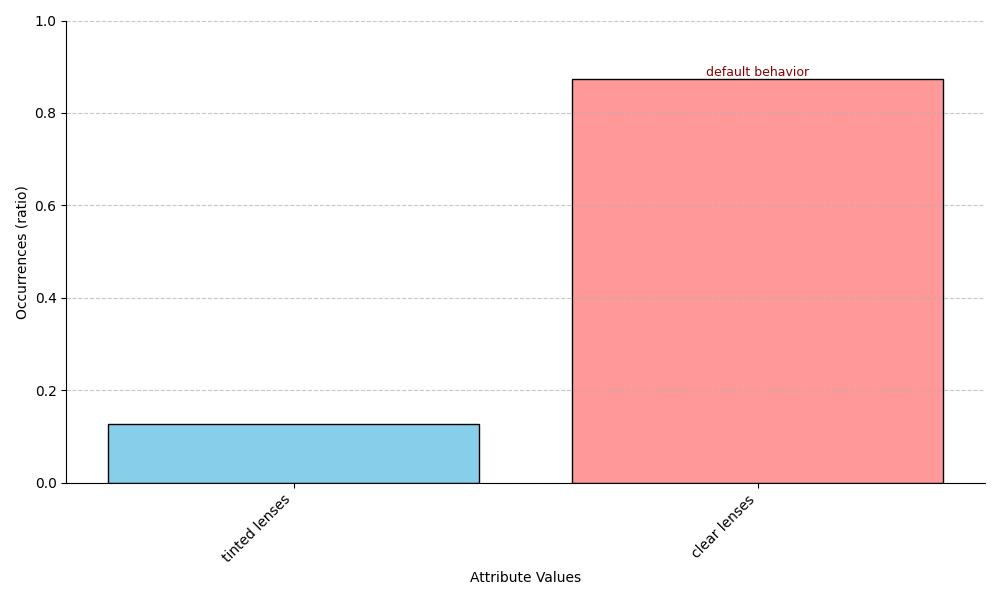 1.0
default behavior
0.8
0.6
0.4
0.2
0.0
Occurrences (ratio)
tinted lenses
clear lenses
Attribute Values